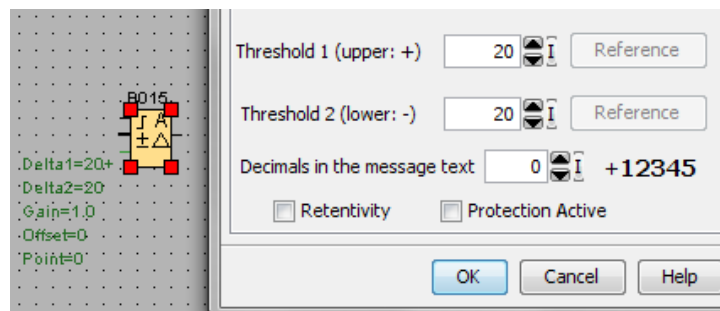 B015
Delta1=20+
Delta2=20
Gain=1.0
Offset=0
Point=0
Threshold 1 (upper: +) 20 Reference
Threshold 2 (lower: -) 20 Reference
Decimals in the message text 0 +12345
Retentivity Protection Active
OK Cancel Help